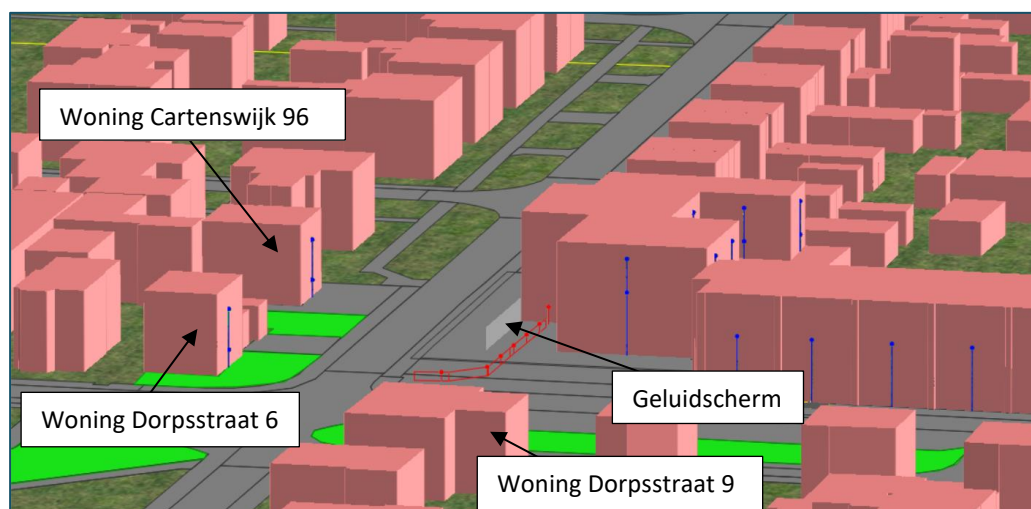 Woning Cartenswijk 96
Woning Dorpsstraat 6
Geluidscherm
Woning Dorpsstraat 9